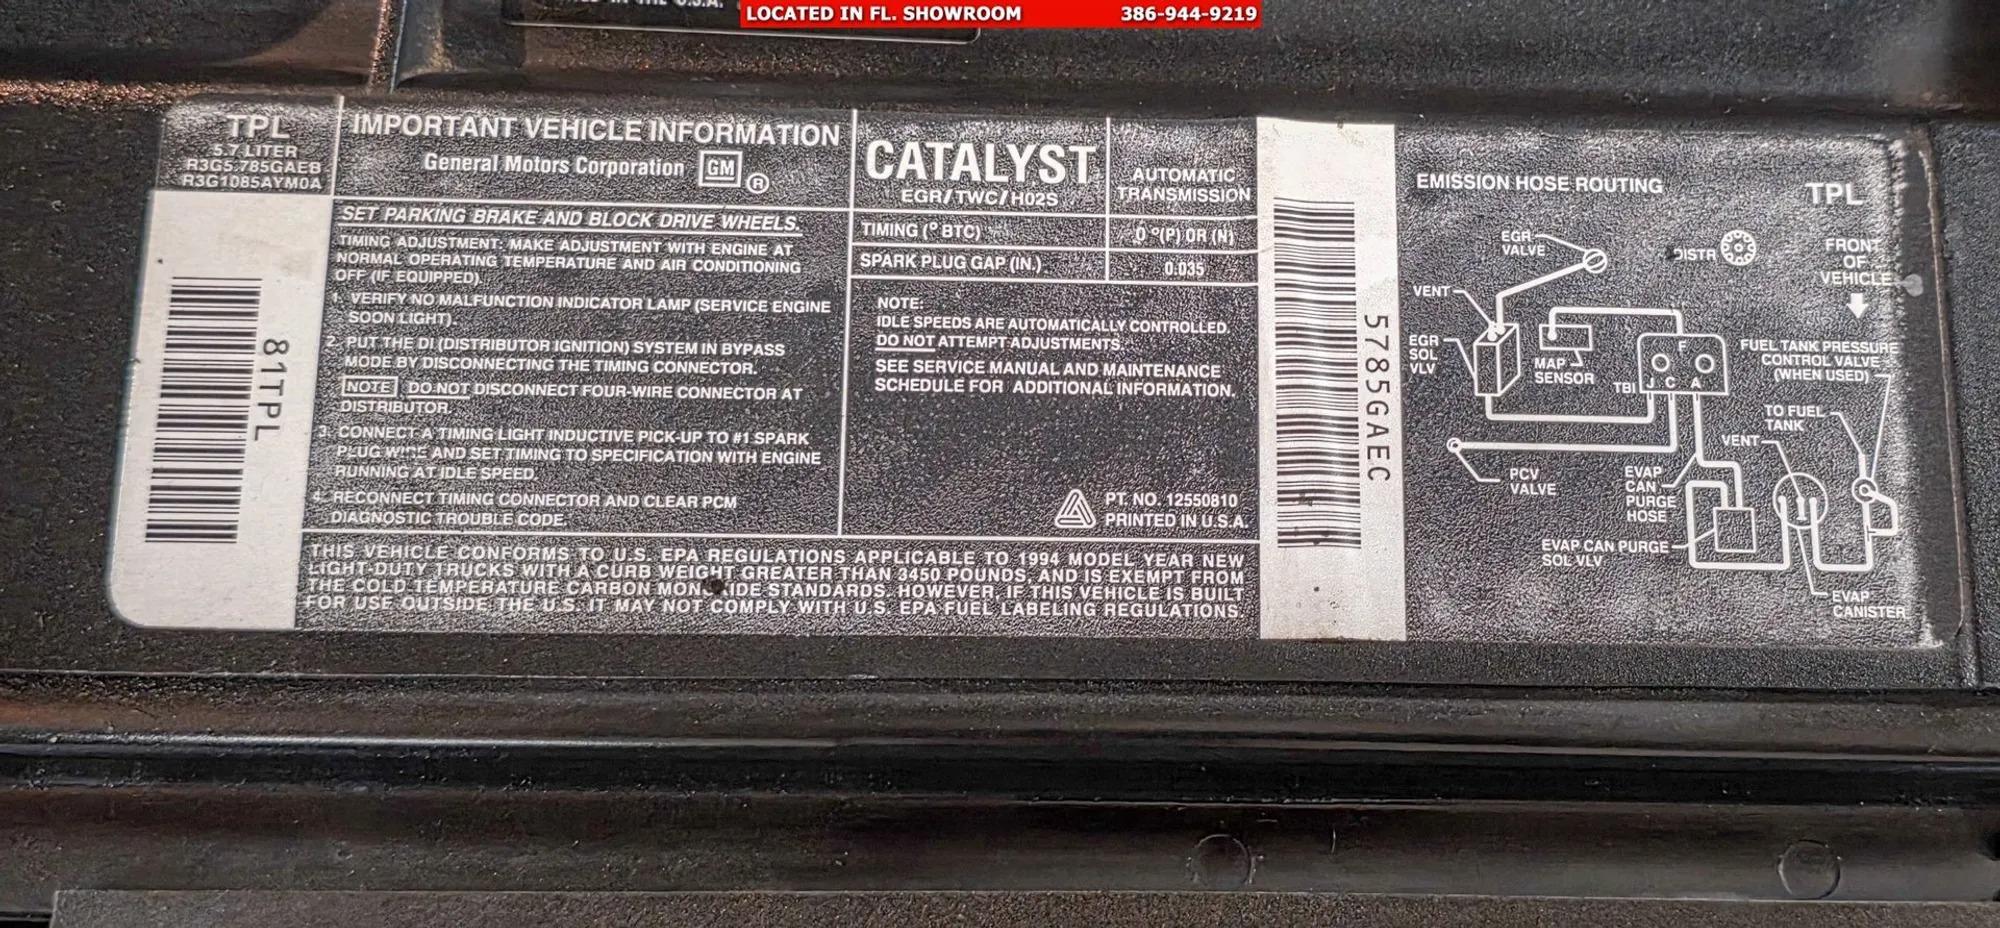 IN THE U.S.A.
LOCATED IN FL. SHOWROOM 386-944-9219
TPL
5.7 LITER
R3G5.785GAEB
R3G1085AYM0A
81TPL
IMPORTANT VEHICLE INFORMATION
General Motors Corporation GM ®
SET PARKING BRAKE AND BLOCK DRIVE WHEELS.
TIMING ADJUSTMENT: MAKE ADJUSTMENT WITH ENGINE AT
NORMAL OPERATING TEMPERATURE AND AIR CONDITIONING
OFF (IF EQUIPPED).
1. VERIFY NO MALFUNCTION INDICATOR LAMP (SERVICE ENGINE
SOON LIGHT).
2. PUT THE DI (DISTRIBUTOR IGNITION) SYSTEM IN BYPASS
MODE BY DISCONNECTING THE TIMING CONNECTOR.
NOTE DO NOT DISCONNECT FOUR-WIRE CONNECTOR AT
DISTRIBUTOR.
3. CONNECT A TIMING LIGHT INDUCTIVE PICK-UP TO #1 SPARK
PLUG WIRE AND SET TIMING TO SPECIFICATION WITH ENGINE
RUNNING AT IDLE SPEED.
4. RECONNECT TIMING CONNECTOR AND CLEAR PCM
DIAGNOSTIC TROUBLE CODE.
CATALYST
EGR/TWC/HO2S
AUTOMATIC
TRANSMISSION
TIMING (° BTC) 0 °(P) OR (N)
SPARK PLUG GAP (IN.) 0.035
NOTE:
IDLE SPEEDS ARE AUTOMATICALLY CONTROLLED.
DO NOT ATTEMPT ADJUSTMENTS.
SEE SERVICE MANUAL AND MAINTENANCE
SCHEDULE FOR ADDITIONAL INFORMATION.
PT. NO. 12550810
PRINTED IN U.S.A.
THIS VEHICLE CONFORMS TO U.S. EPA REGULATIONS APPLICABLE TO 1994 MODEL YEAR NEW
LIGHT-DUTY TRUCKS WITH A CURB WEIGHT GREATER THAN 3450 POUNDS, AND IS EXEMPT FROM
THE COLD TEMPERATURE CARBON MONOXIDE STANDARDS. HOWEVER, IF THIS VEHICLE IS BUILT
FOR USE OUTSIDE THE U.S. IT MAY NOT COMPLY WITH U.S. EPA FUEL LABELING REGULATIONS.
5785GAEC
EMISSION HOSE ROUTING TPL
EGR
VALVE
DISTR
FRONT
OF
VEHICLE
VENT
EGR
SOL
VLV
MAP
SENSOR
TBI
F
J C A
FUEL TANK PRESSURE
CONTROL VALVE
(WHEN USED)
TO FUEL
TANK
VENT
PCV
VALVE
EVAP
CAN
PURGE
HOSE
EVAP CAN PURGE
SOL VLV
EVAP
CANISTER